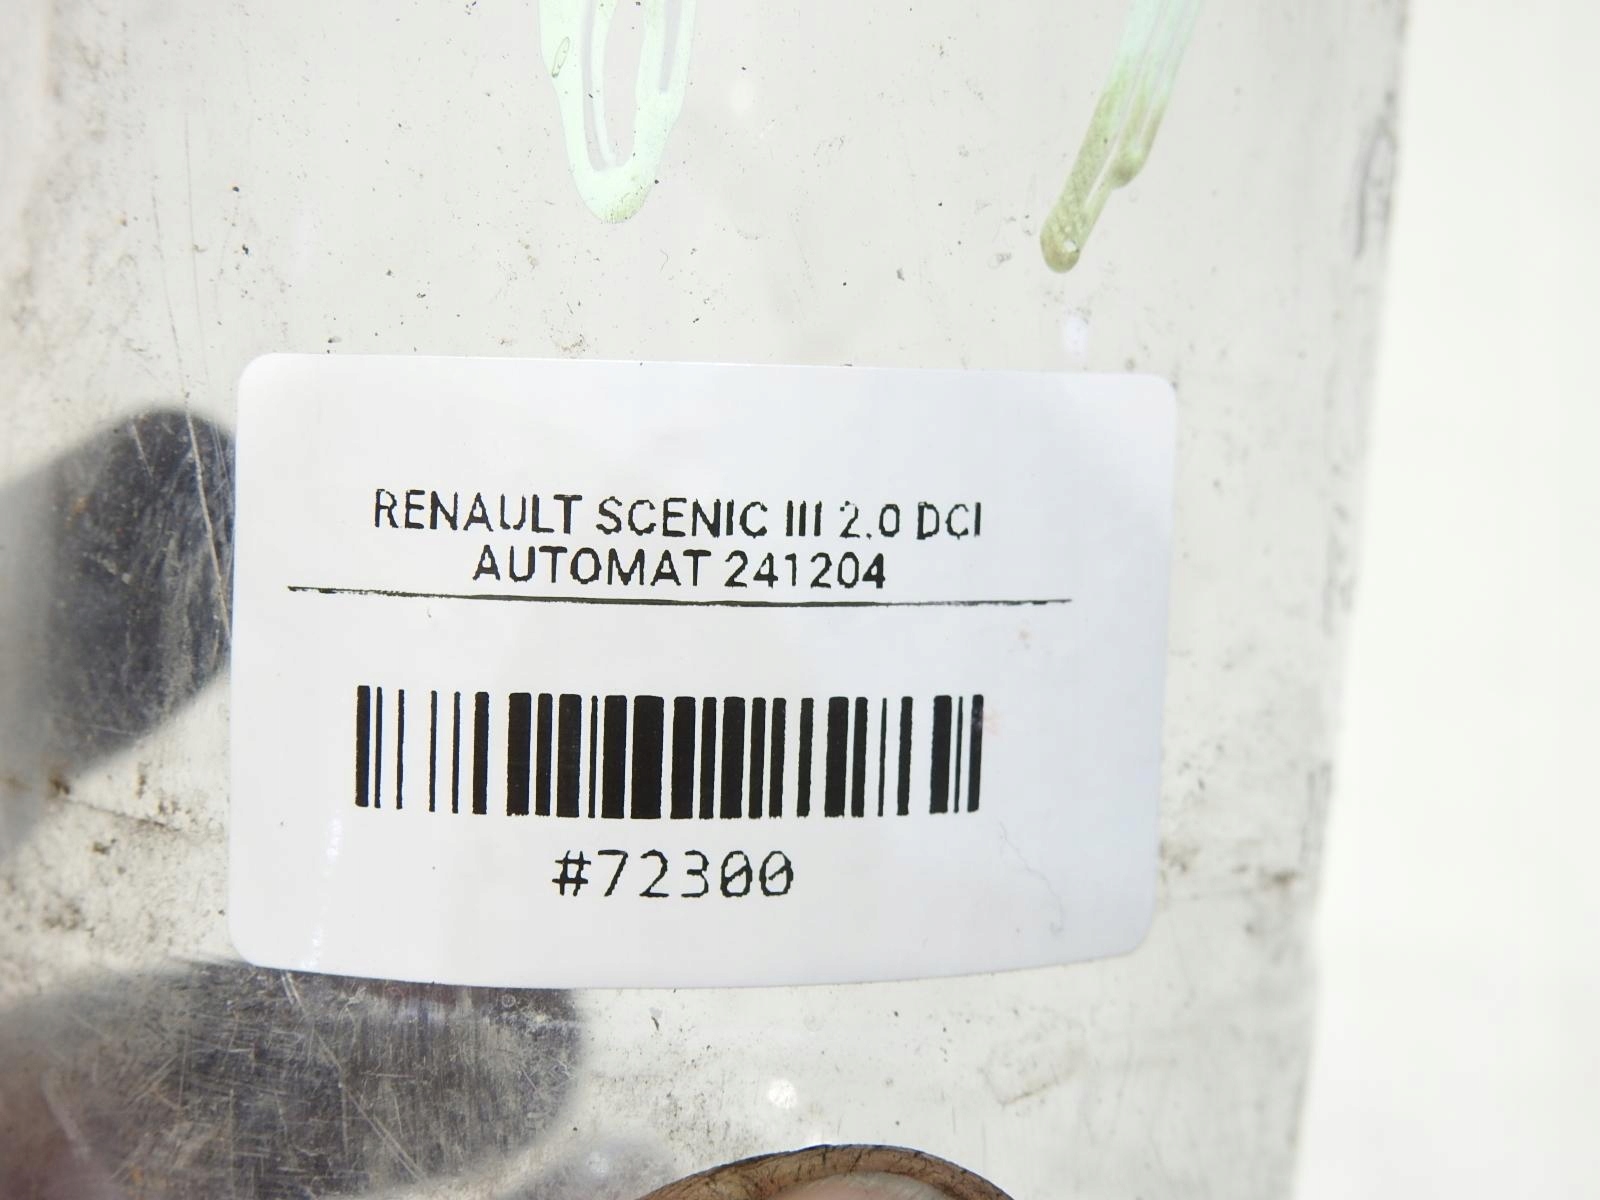 RENAULT SCENIC III 2.0 DCI
AUTOMAT 241204
#72300